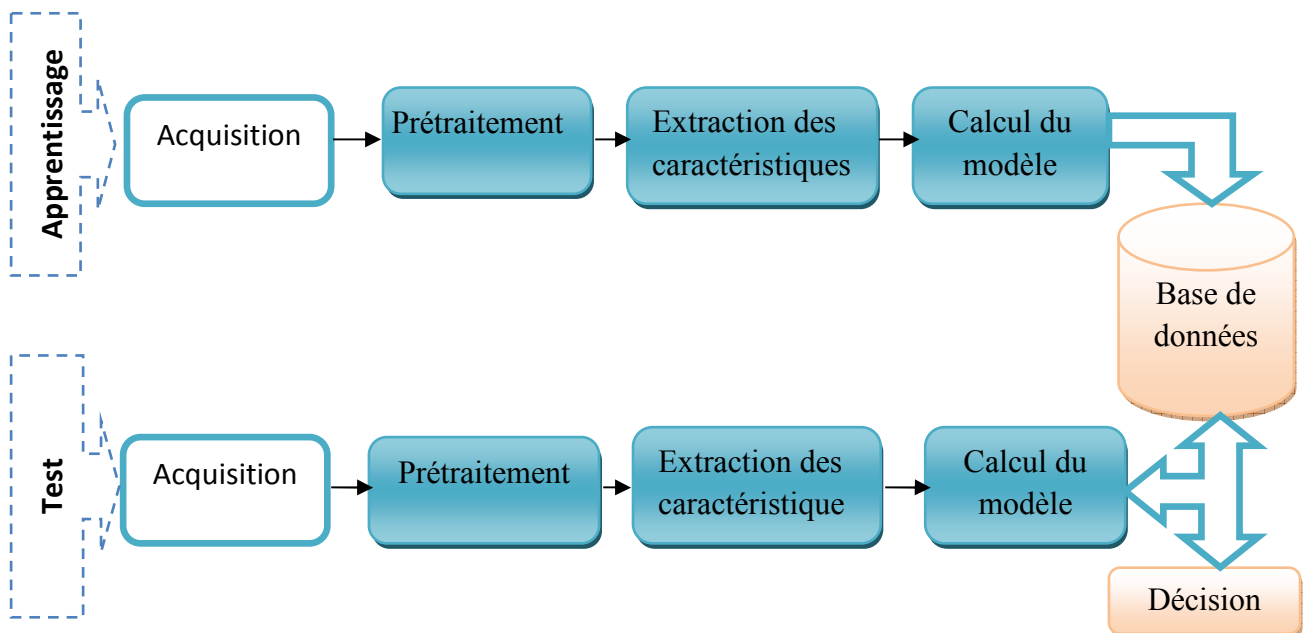 Apprentissage
Acquisition
Prétraitement
Extraction des
caractéristiques
Calcul du
modèle
Base de
données
Test
Acquisition
Prétraitement
Extraction des
caractéristique
Calcul du
modèle
Décision